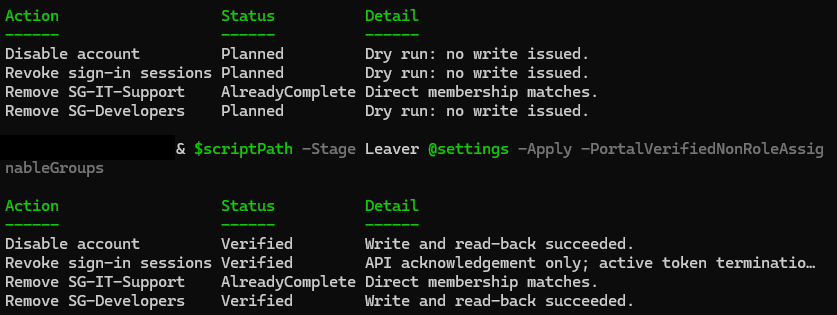 Action Status Detail
------ ------ ------
Disable account Planned Dry run: no write issued.
Revoke sign-in sessions Planned Dry run: no write issued.
Remove SG-IT-Support AlreadyComplete Direct membership matches.
Remove SG-Developers Planned Dry run: no write issued.
& $scriptPath -Stage Leaver @settings -Apply -PortalVerifiedNonRoleAssig
nableGroups
Action Status Detail
------ ------ ------
Disable account Verified Write and read-back succeeded.
Revoke sign-in sessions Verified API acknowledgement only; active token terminatio…
Remove SG-IT-Support AlreadyComplete Direct membership matches.
Remove SG-Developers Verified Write and read-back succeeded.